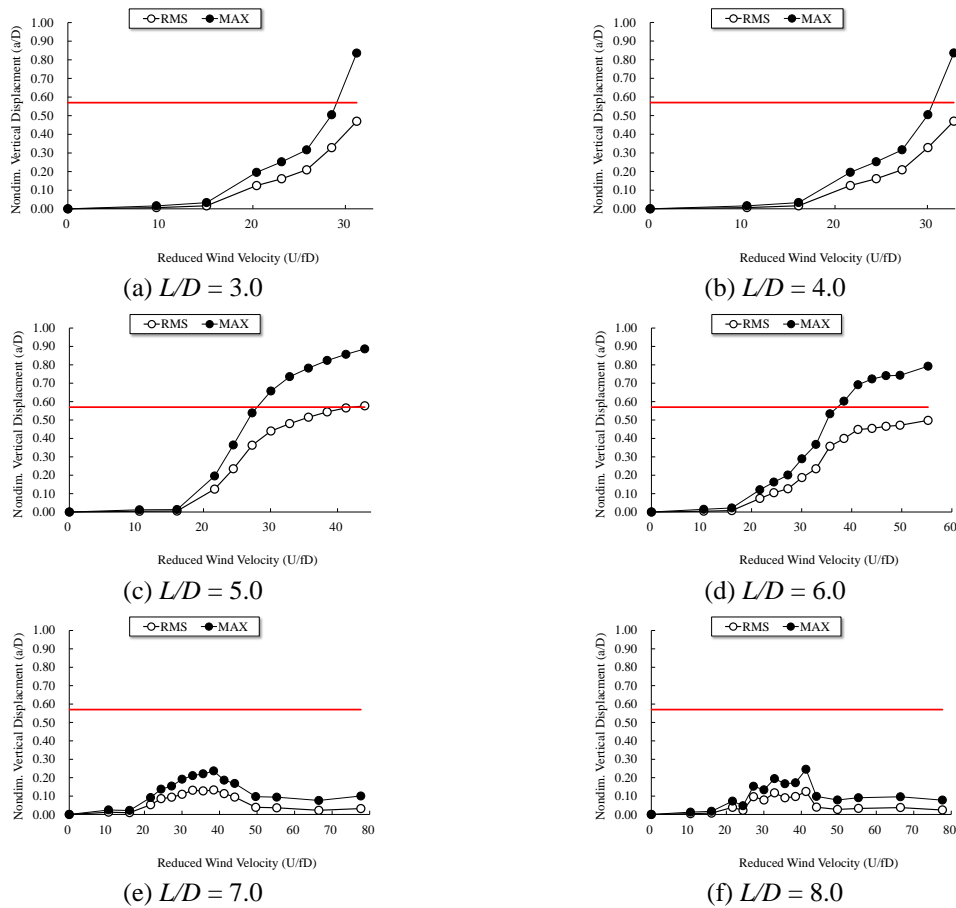 RMS MAX
Nondim. Vertical Displacment (a/D)
1.00
0.90
0.80
0.70
0.60
0.50
0.40
0.30
0.20
0.10
0.00
0 10 20 30
Reduced Wind Velocity (U/fD)
(a) L/D = 3.0
RMS MAX
Nondim. Vertical Displacment (a/D)
1.00
0.90
0.80
0.70
0.60
0.50
0.40
0.30
0.20
0.10
0.00
0 10 20 30
Reduced Wind Velocity (U/fD)
(b) L/D = 4.0
RMS MAX
Nondim. Vertical Displacment (a/D)
1.00
0.90
0.80
0.70
0.60
0.50
0.40
0.30
0.20
0.10
0.00
0 10 20 30 40
Reduced Wind Velocity (U/fD)
(c) L/D = 5.0
RMS MAX
Nondim. Vertical Displacment (a/D)
1.00
0.90
0.80
0.70
0.60
0.50
0.40
0.30
0.20
0.10
0.00
0 10 20 30 40 50 60
Reduced Wind Velocity (U/fD)
(d) L/D = 6.0
RMS MAX
Nondim. Vertical Displacment (a/D)
1.00
0.90
0.80
0.70
0.60
0.50
0.40
0.30
0.20
0.10
0.00
0 10 20 30 40 50 60 70 80
Reduced Wind Velocity (U/fD)
(e) L/D = 7.0
RMS MAX
Nondim. Vertical Displacment (a/D)
1.00
0.90
0.80
0.70
0.60
0.50
0.40
0.30
0.20
0.10
0.00
0 10 20 30 40 50 60 70 80
Reduced Wind Velocity (U/fD)
(f) L/D = 8.0